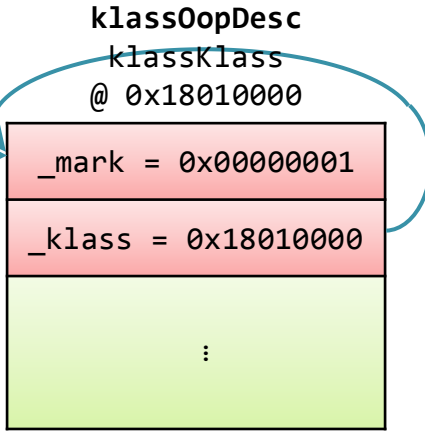 klassOopDesc
klassKlass
@ 0x18010000
_mark = 0x00000001
_klass = 0x18010000
⋮